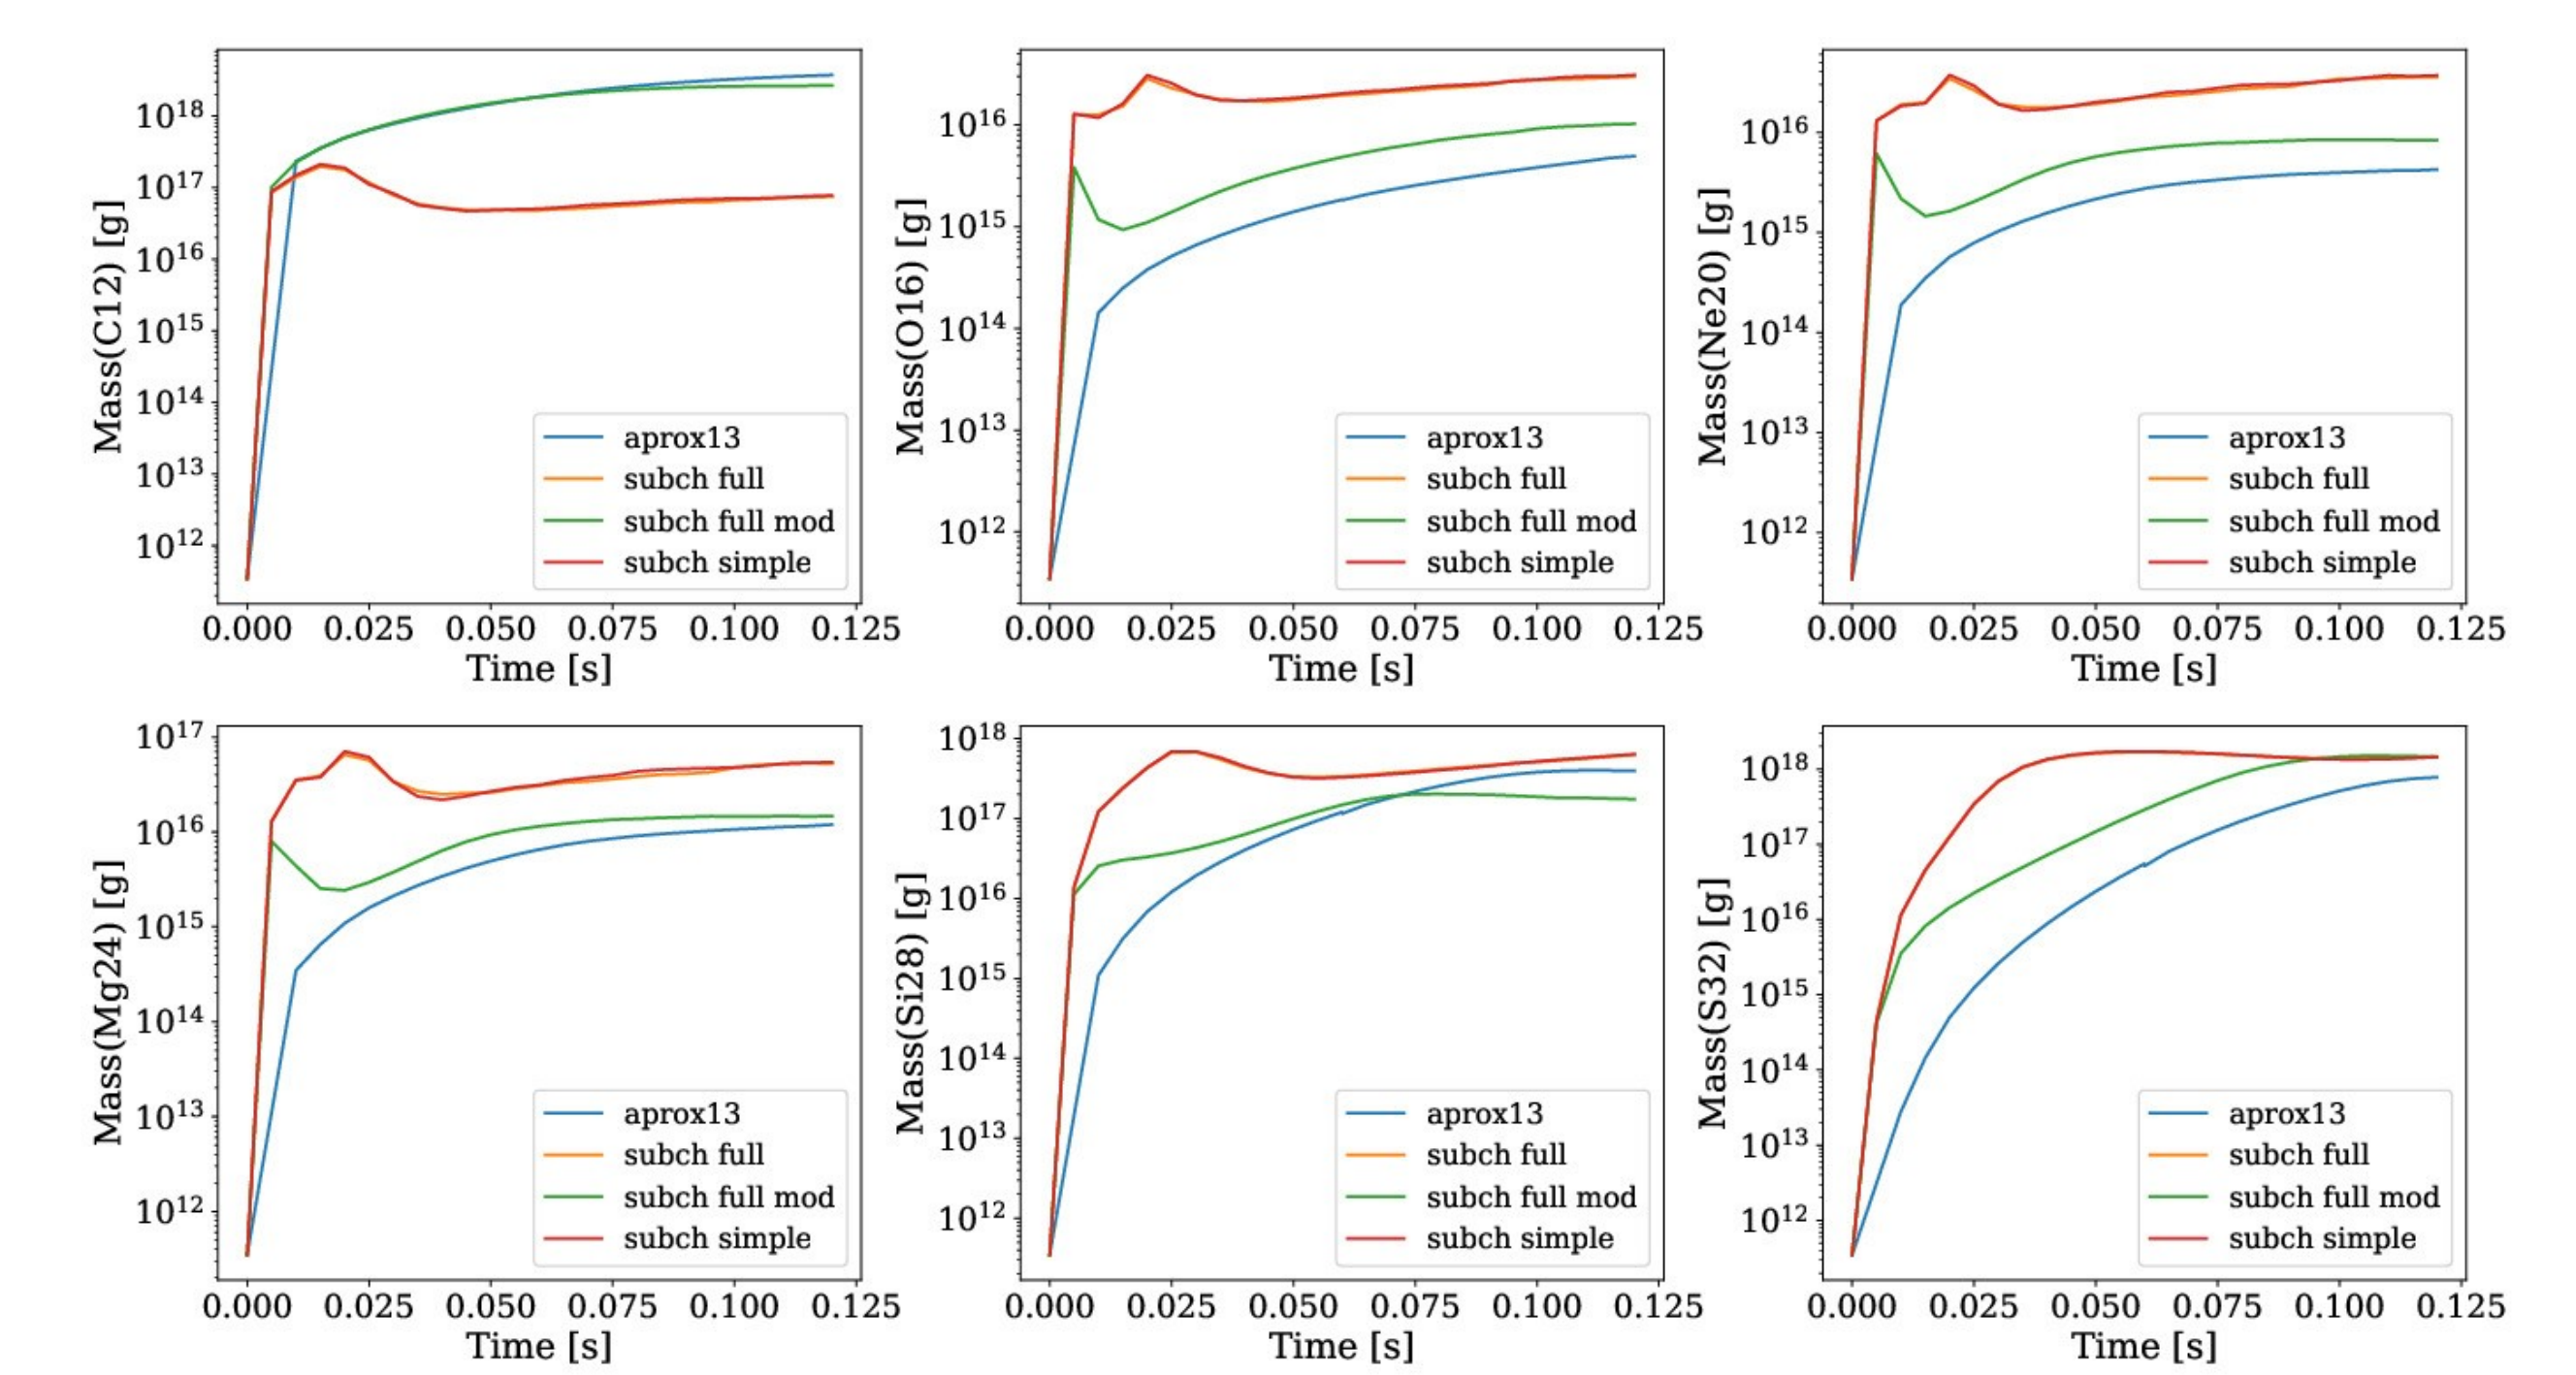 Mass(C12) [g]
10^18
10^17
10^16
10^15
10^14
10^13
10^12
aprox13
subch full
subch full mod
subch simple
0.000 0.025 0.050 0.075 0.100 0.125
Time [s]
Mass(O16) [g]
10^16
10^15
10^14
10^13
10^12
aprox13
subch full
subch full mod
subch simple
0.000 0.025 0.050 0.075 0.100 0.125
Time [s]
Mass(Ne20) [g]
10^16
10^15
10^14
10^13
10^12
aprox13
subch full
subch full mod
subch simple
0.000 0.025 0.050 0.075 0.100 0.125
Time [s]
Mass(Mg24) [g]
10^17
10^16
10^15
10^14
10^13
10^12
aprox13
subch full
subch full mod
subch simple
0.000 0.025 0.050 0.075 0.100 0.125
Time [s]
Mass(Si28) [g]
10^18
10^17
10^16
10^15
10^14
10^13
10^12
aprox13
subch full
subch full mod
subch simple
0.000 0.025 0.050 0.075 0.100 0.125
Time [s]
Mass(S32) [g]
10^18
10^17
10^16
10^15
10^14
10^13
10^12
aprox13
subch full
subch full mod
subch simple
0.000 0.025 0.050 0.075 0.100 0.125
Time [s]